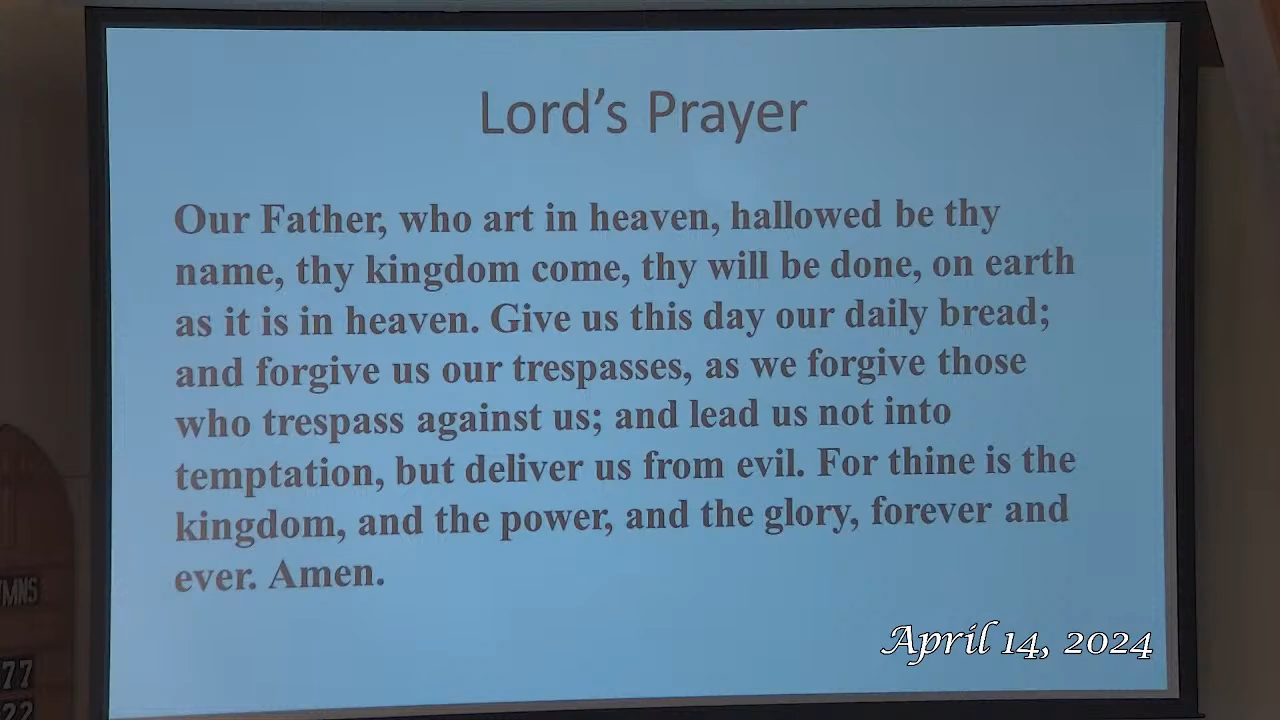 Lord's Prayer
Our Father, who art in heaven, hallowed be thy
name, thy kingdom come, thy will be done, on earth
as it is in heaven. Give us this day our daily bread;
and forgive us our trespasses, as we forgive those
who trespass against us; and lead us not into
temptation, but deliver us from evil. For thine is the
kingdom, and the power, and the glory, forever and
ever. Amen.
April 14, 2024